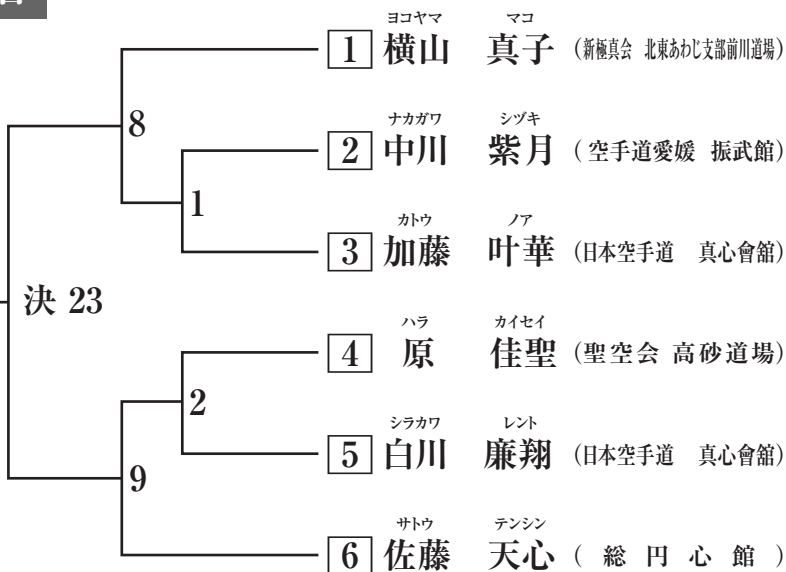 ヨコヤマ マコ
1 横山 真子 (新極真会 北東あわじ支部前川道場)
8
ナカガワ シヅキ
2 中川 紫月 (空手道愛媛 振武館)
1
カトウ ノア
3 加藤 叶華 (日本空手道 真心會舘)
決 23
ハラ カイセイ
4 原 佳聖 (聖空会 高砂道場)
2
シラカワ レント
5 白川 廉翔 (日本空手道 真心會舘)
9
サトウ テンシン
6 佐藤 天心 (総円心館)